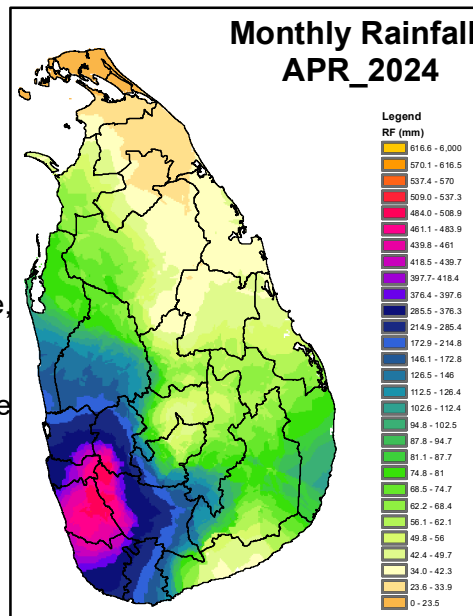 Monthly Rainfall
APR_2024
Legend
RF (mm)
616.6 - 6,000
570.1 - 616.5
537.4 - 570
509.0 - 537.3
484.0 - 508.9
461.1 - 483.9
439.8 - 461
418.5 - 439.7
397.7 - 418.4
376.4 - 397.6
285.5 - 376.3
214.9 - 285.4
172.9 - 214.8
146.1 - 172.8
126.5 - 146
112.5 - 126.4
102.6 - 112.4
94.8 - 102.5
87.8 - 94.7
81.1 - 87.7
74.8 - 81
68.5 - 74.7
62.2 - 68.4
56.1 - 62.1
49.8 - 56
42.4 - 49.7
34.0 - 42.3
23.6 - 33.9
0 - 23.5